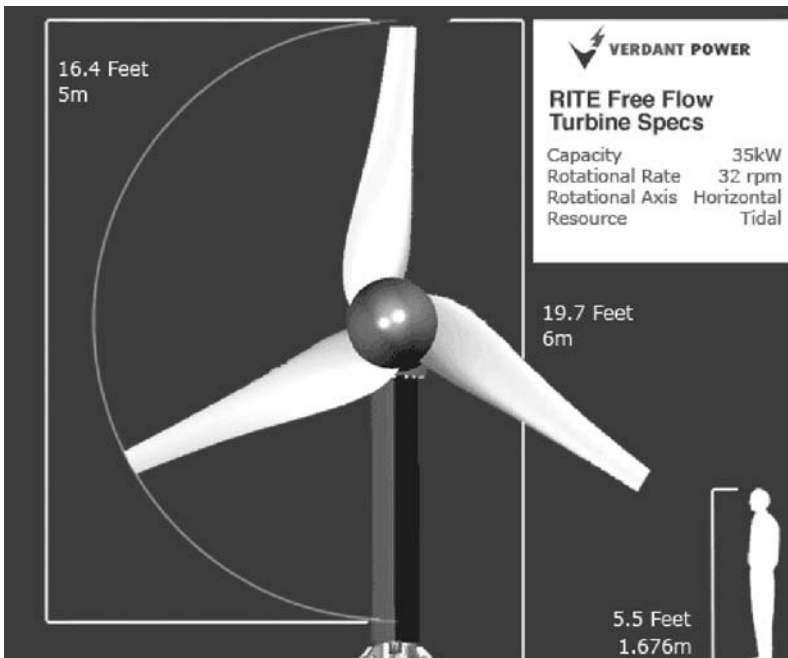 16.4 Feet
5m
VERDANT POWER
RITE Free Flow
Turbine Specs
Capacity 35kW
Rotational Rate 32 rpm
Rotational Axis Horizontal
Resource Tidal
19.7 Feet
6m
5.5 Feet
1.676m